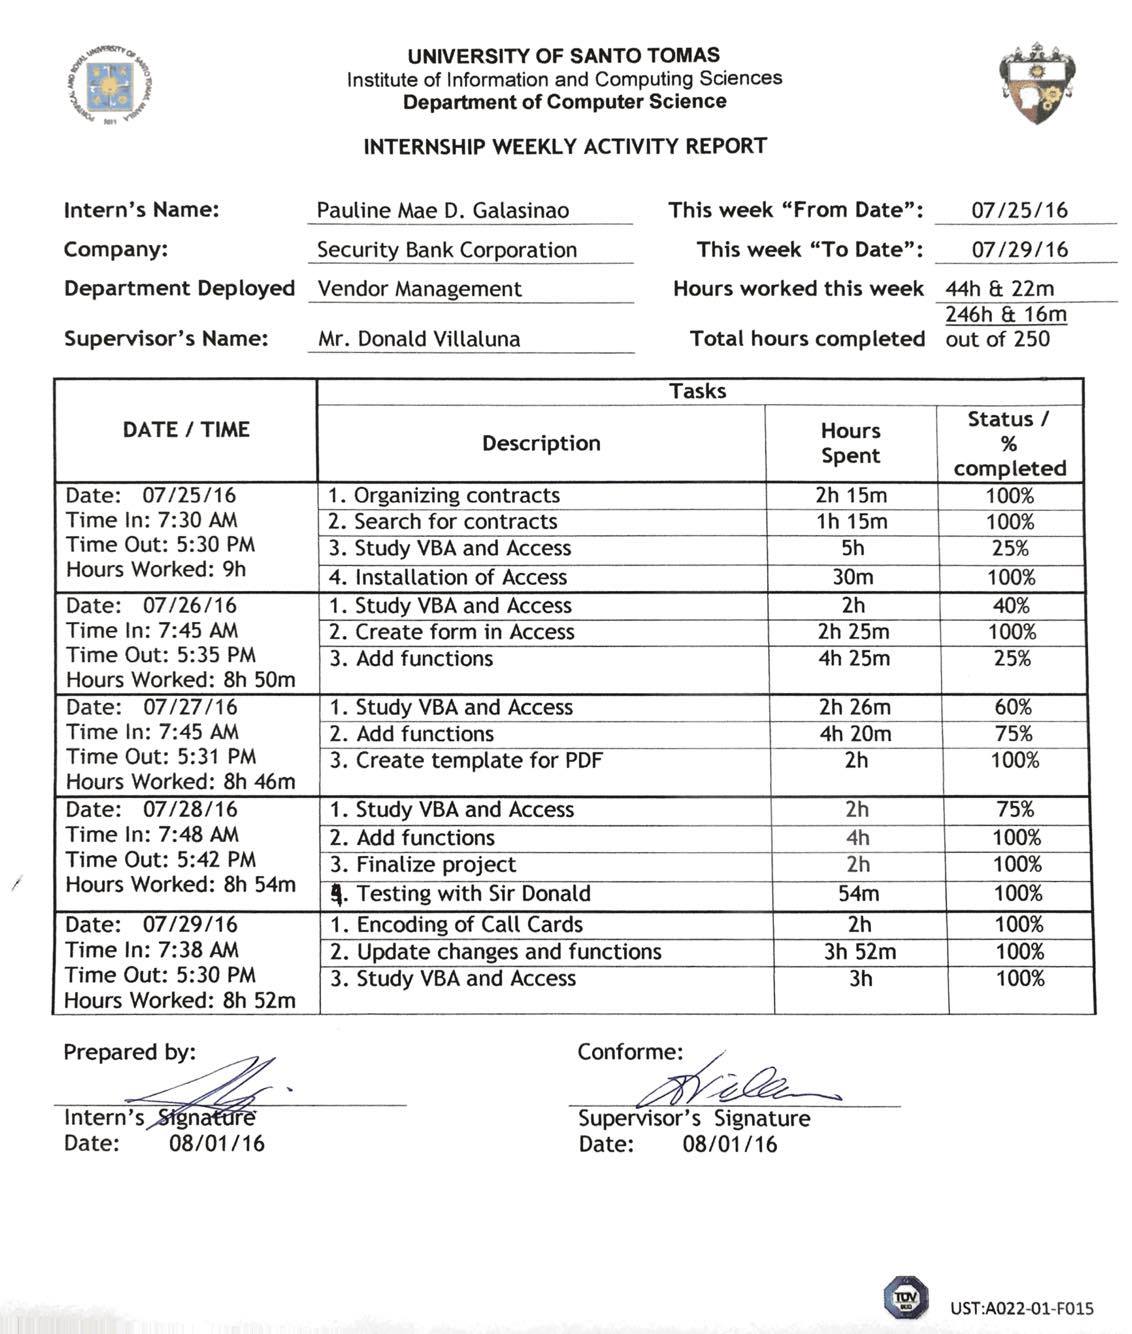 UNIVERSITY OF SANTO TOMAS
Institute of Information and Computing Sciences
Department of Computer Science
INTERNSHIP WEEKLY ACTIVITY REPORT
Intern's Name: Pauline Mae D. Galasinao This week “From Date”: 07/25/16
Company: Security Bank Corporation This week “To Date”: 07/29/16
Department Deployed Vendor Management Hours worked this week 44h & 22m
246h & 16m
Supervisor's Name: Mr. Donald Villaluna Total hours completed out of 250
Tasks
DATE / TIME Description Hours Spent Status / % completed
Date: 07/25/16 1. Organizing contracts 2h 15m 100%
Time In: 7:30 AM 2. Search for contracts 1h 15m 100%
Time Out: 5:30 PM 3. Study VBA and Access 5h 25%
Hours Worked: 9h 4. Installation of Access 30m 100%
Date: 07/26/16 1. Study VBA and Access 2h 40%
Time In: 7:45 AM 2. Create form in Access 2h 25m 100%
Time Out: 5:35 PM 3. Add functions 4h 25m 25%
Hours Worked: 8h 50m
Date: 07/27/16 1. Study VBA and Access 2h 26m 60%
Time In: 7:45 AM 2. Add functions 4h 20m 75%
Time Out: 5:31 PM 3. Create template for PDF 2h 100%
Hours Worked: 8h 46m
Date: 07/28/16 1. Study VBA and Access 2h 75%
Time In: 7:48 AM 2. Add functions 4h 100%
Time Out: 5:42 PM 3. Finalize project 2h 100%
Hours Worked: 8h 54m 4. Testing with Sir Donald 54m 100%
Date: 07/29/16 1. Encoding of Call Cards 2h 100%
Time In: 7:38 AM 2. Update changes and functions 3h 52m 100%
Time Out: 5:30 PM 3. Study VBA and Access 3h 100%
Hours Worked: 8h 52m
Prepared by: Conforme:
Intern's Signature Supervisor's Signature
Date: 08/01/16 Date: 08/01/16
TÜV
UST:A022-01-F015